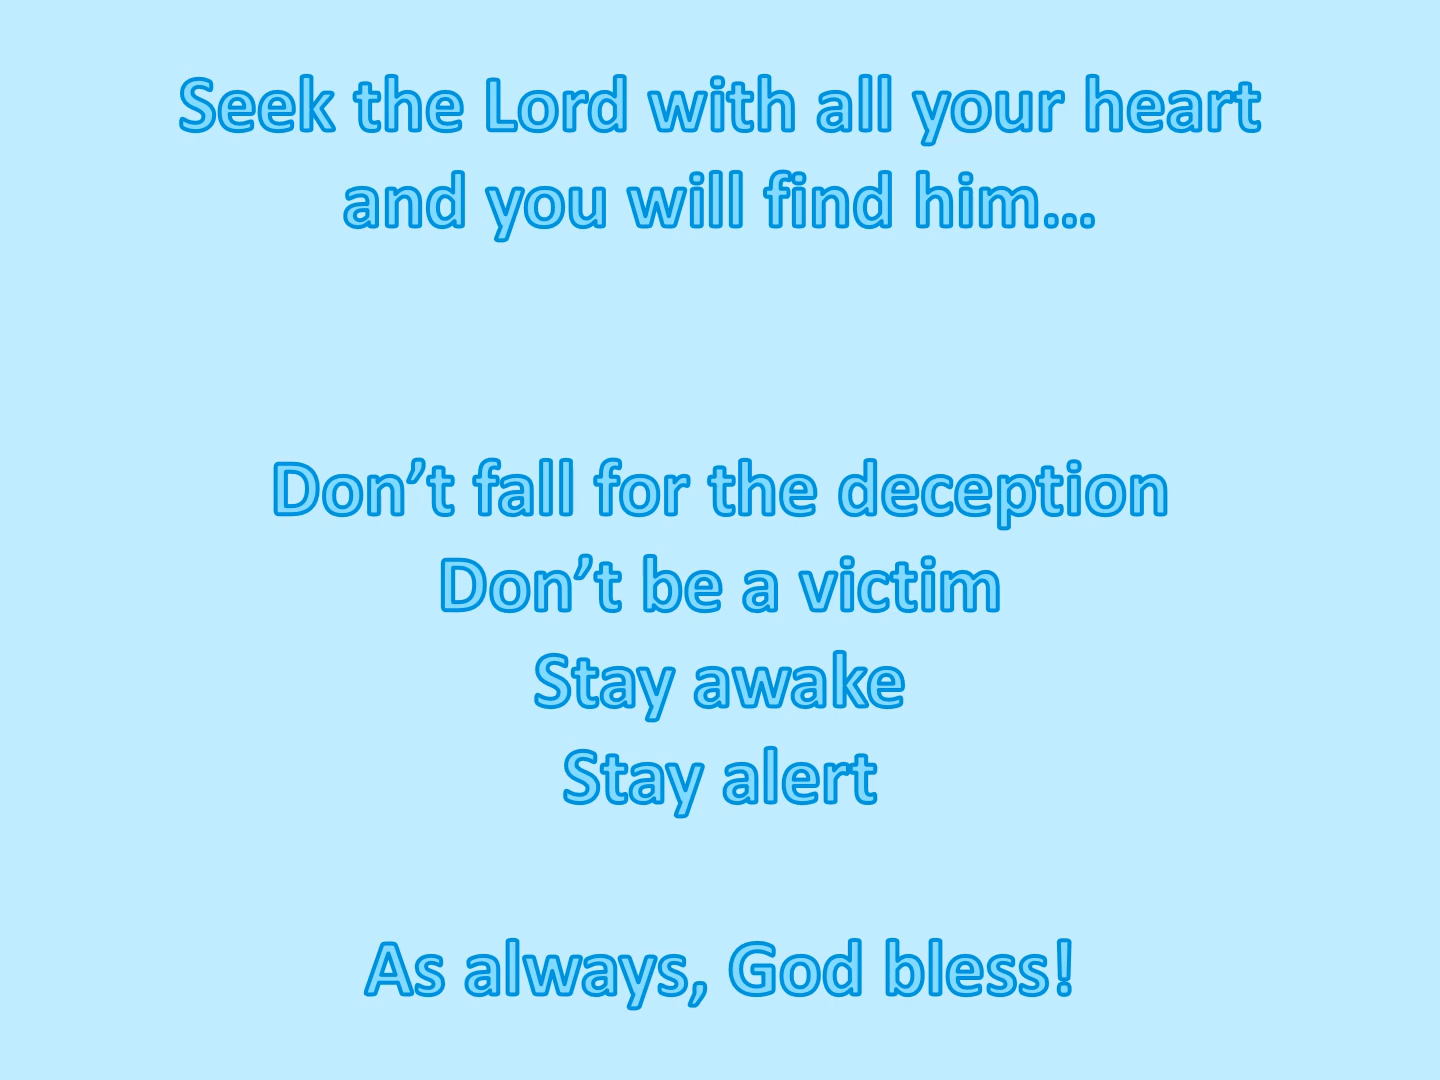 Seek the Lord with all your heart
and you will find him…
Don’t fall for the deception
Don’t be a victim
Stay awake
Stay alert
As always, God bless!